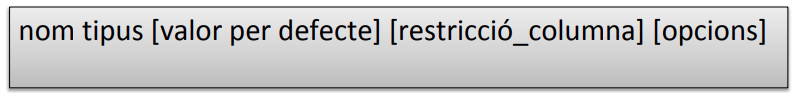 nom tipus [valor per defecte] [restricció_columna] [opcions]